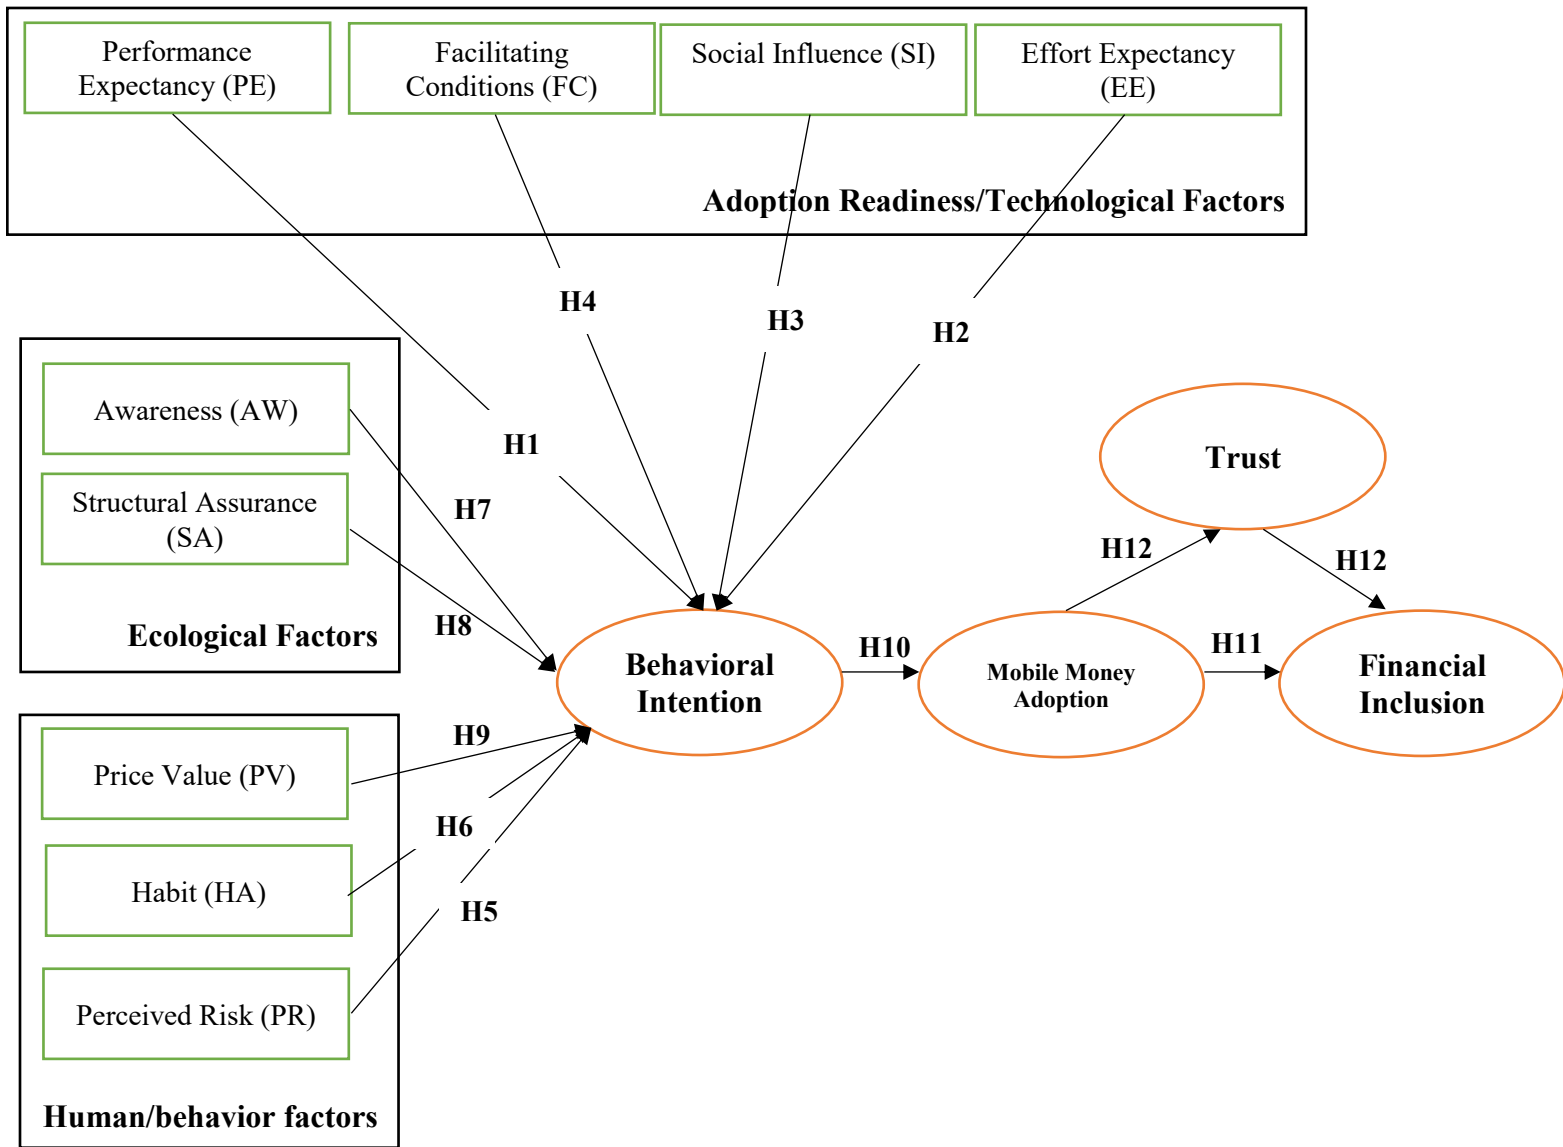 Performance
Expectancy (PE)
Facilitating
Conditions (FC)
Social Influence (SI)
Effort Expectancy
(EE)
Adoption Readiness/Technological Factors
H4
H3
H2
H1
Awareness (AW)
Structural Assurance
(SA)
Ecological Factors
H7
H8
Trust
H12
H12
Behavioral
Intention
H10
Mobile Money
Adoption
H11
Financial
Inclusion
Price Value (PV)
H9
Habit (HA)
H6
Perceived Risk (PR)
H5
Human/behavior factors